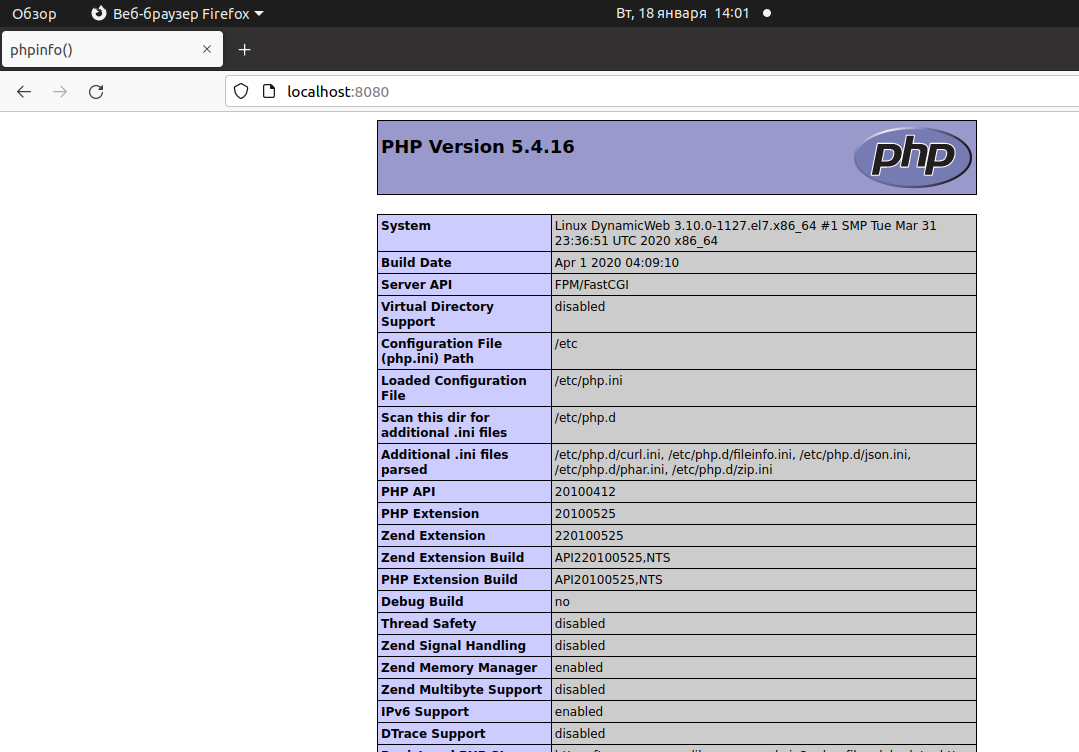 Обзор
Веб-браузер Firefox
Вт, 18 января 14:01
phpinfo()
localhost:8080
PHP Version 5.4.16
php
System
Linux DynamicWeb 3.10.0-1127.el7.x86_64 #1 SMP Tue Mar 31
23:36:51 UTC 2020 x86_64
Build Date
Apr 1 2020 04:09:10
Server API
FPM/FastCGI
Virtual Directory
Support
disabled
Configuration File
(php.ini) Path
/etc
Loaded Configuration
File
/etc/php.ini
Scan this dir for
additional .ini files
/etc/php.d
Additional .ini files
parsed
/etc/php.d/curl.ini, /etc/php.d/fileinfo.ini, /etc/php.d/json.ini,
/etc/php.d/phar.ini, /etc/php.d/zip.ini
PHP API
20100412
PHP Extension
20100525
Zend Extension
220100525
Zend Extension Build
API220100525,NTS
PHP Extension Build
API20100525,NTS
Debug Build
no
Thread Safety
disabled
Zend Signal Handling
disabled
Zend Memory Manager
enabled
Zend Multibyte Support
disabled
IPv6 Support
enabled
DTrace Support
disabled